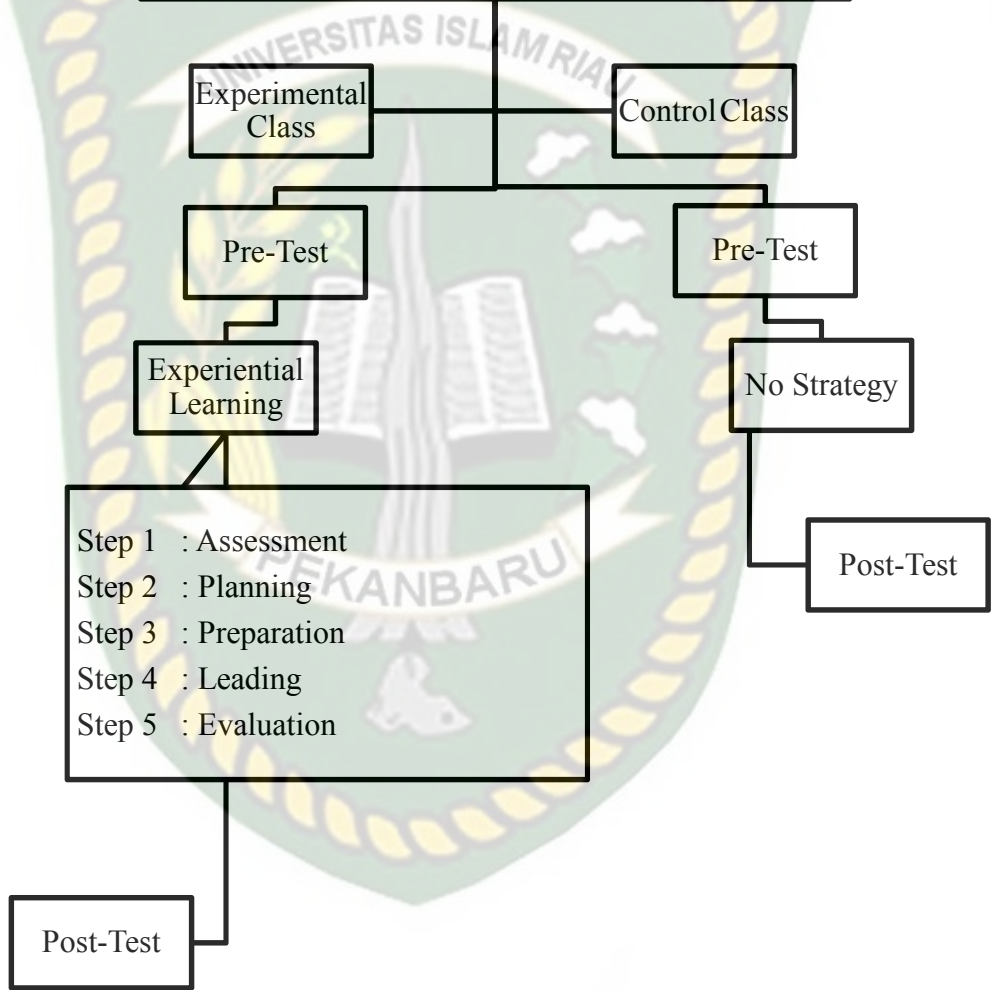 UNIVERSITAS ISLAM RIAU
Experimental
Class
Control Class
Pre-Test
Pre-Test
Experiential
Learning
No Strategy
Step 1 : Assessment
Step 2 : Planning
Step 3 : Preparation
Step 4 : Leading
Step 5 : Evaluation
PEKANBARU
Post-Test
Post-Test